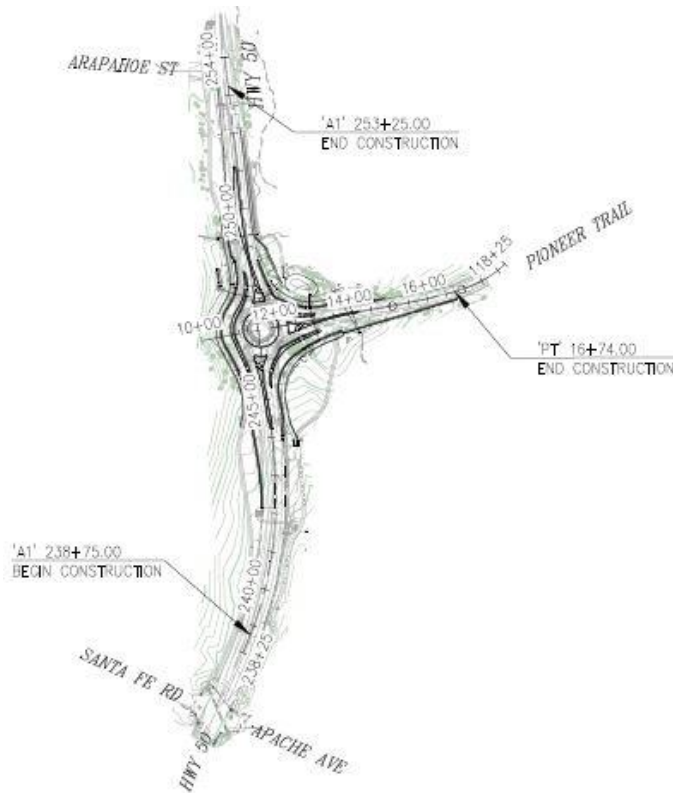 254+00
HWY 50
ARAPAHOE ST
'A1' 253+25.00
END CONSTRUCTION
250+00
PIONEER TRAIL
118+25
16+00
14+00
12+00
10+00
'PT' 16+74.00
END CONSTRUCTION
245+00
'A1' 238+75.00
BEGIN CONSTRUCTION
240+00
238+25
SANTA FE RD
APACHE AVE
HWY 50